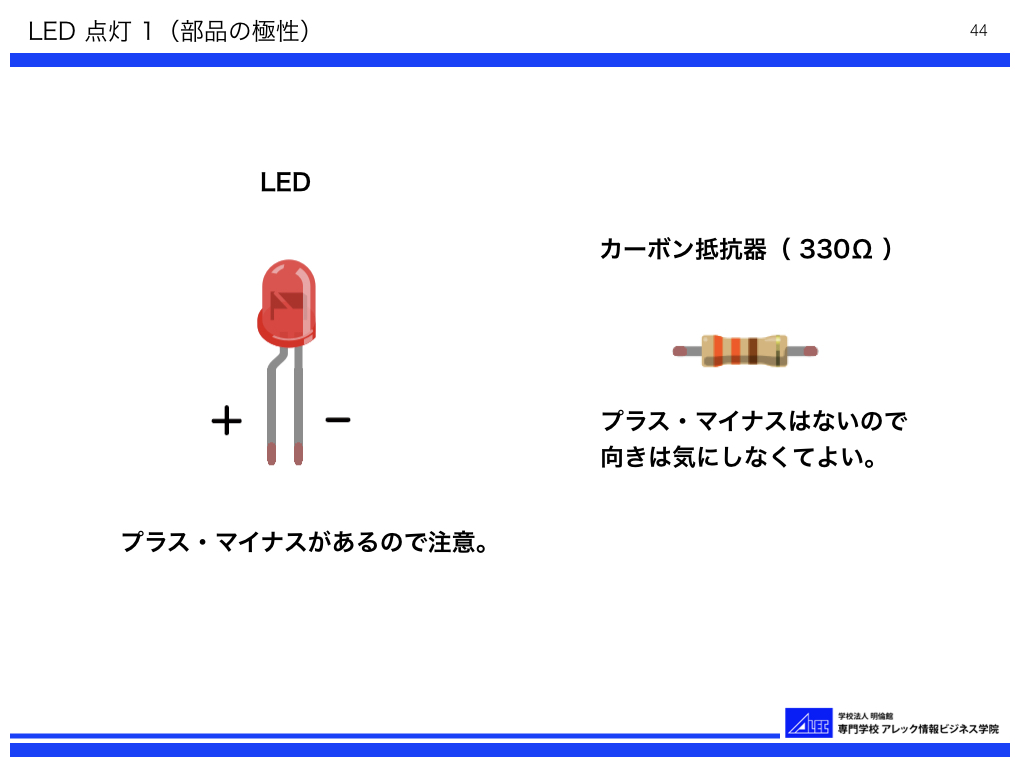 LED 点灯 1（部品の極性）
44
LED
+ −
プラス・マイナスがあるので注意。
カーボン抵抗器（ 330Ω ）
プラス・マイナスはないので
向きは気にしなくてよい。
ALEC
学校法人 明倫館
専門学校 アレック情報ビジネス学院